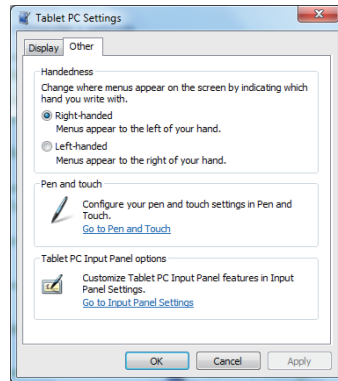 Tablet PC Settings
Display Other
Handedness
Change where menus appear on the screen by indicating which
hand you write with.
Right-handed
Menus appear to the left of your hand.
Left-handed
Menus appear to the right of your hand.
Pen and touch
Configure your pen and touch settings in Pen and
Touch.
Go to Pen and Touch
Tablet PC Input Panel options
Customize Tablet PC Input Panel features in Input
Panel Settings.
Go to Input Panel Settings
OK Cancel Apply